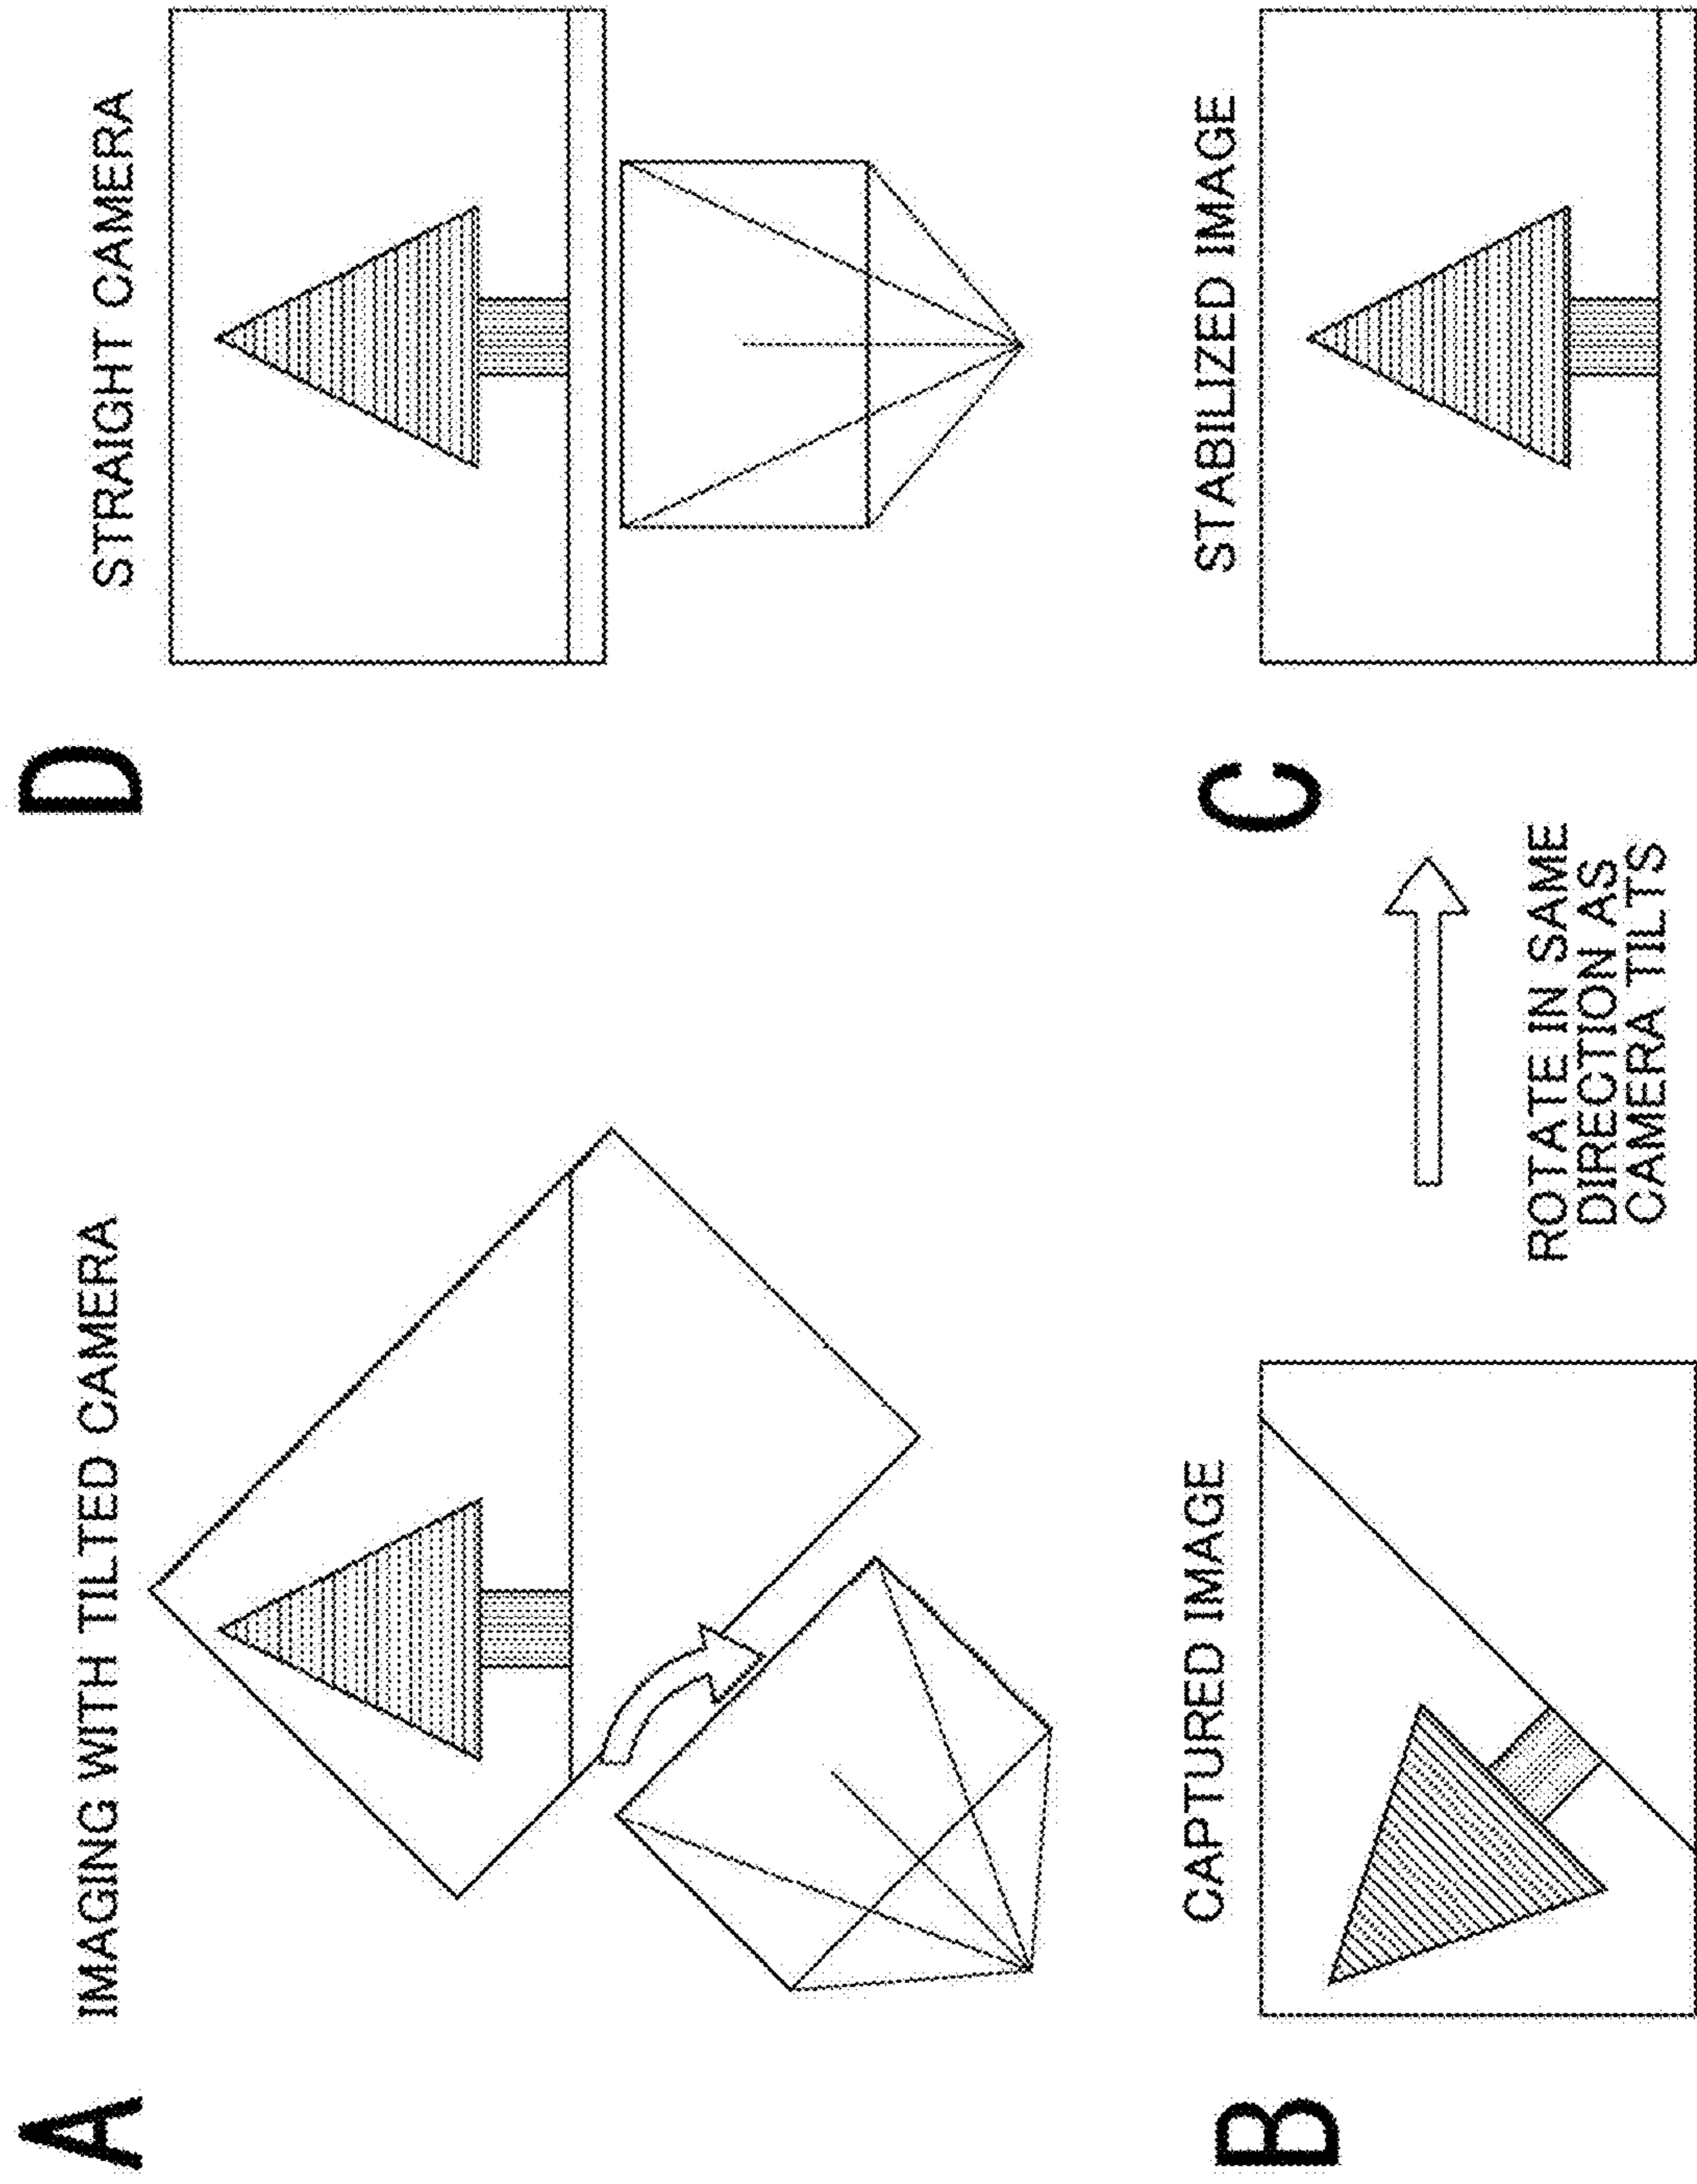 A
IMAGING WITH TILTED CAMERA
D
STRAIGHT CAMERA
B
CAPTURED IMAGE
ROTATE IN SAME
DIRECTION AS
CAMERA TILTS
C
STABILIZED IMAGE